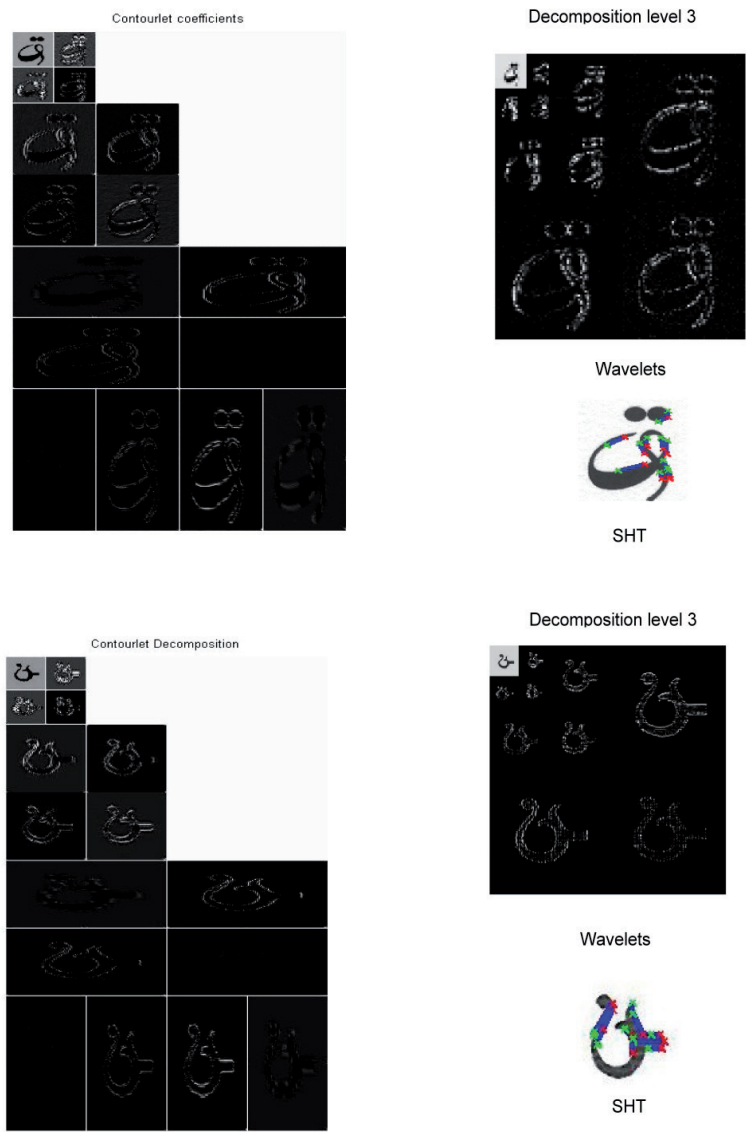 Contourlet coefficients
Decomposition level 3
Wavelets
SHT
Contourlet Decomposition
Decomposition level 3
Wavelets
SHT